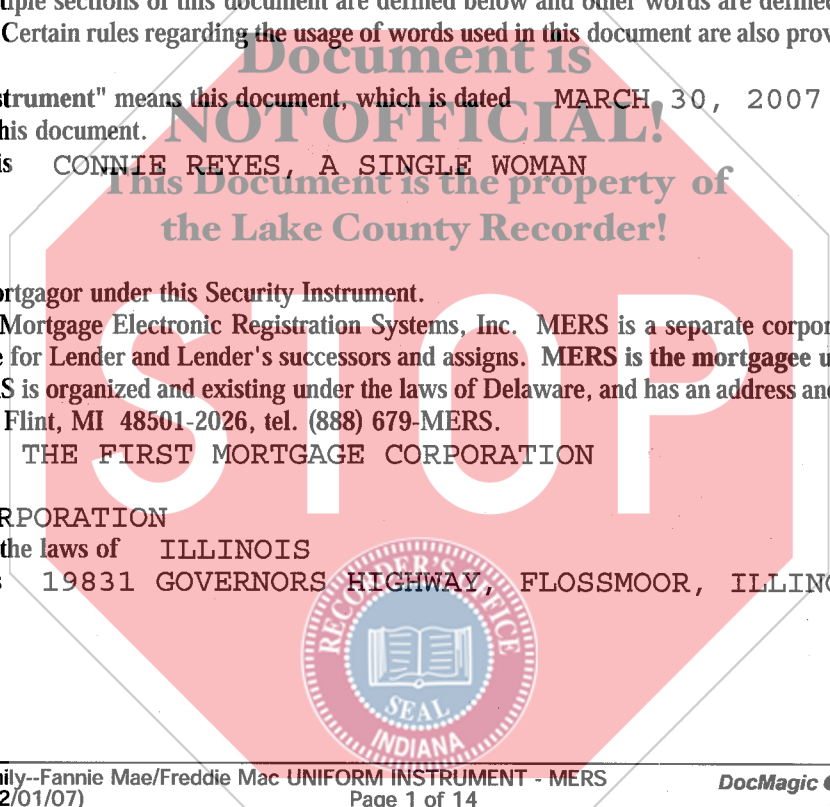 tiple sections of this document are defined below and other words are defined
Certain rules regarding the usage of words used in this document are also prov
Document is
strument" means this document, which is dated MARCH 30, 2007
NOT OFFICIAL!
his document.
is CONNIE REYES, A SINGLE WOMAN
This Document is the property of
the Lake County Recorder!
ortgagor under this Security Instrument.
Mortgage Electronic Registration Systems, Inc. MERS is a separate corpor
e for Lender and Lender's successors and assigns. MERS is the mortgagee u
S is organized and existing under the laws of Delaware, and has an address and
Flint, MI 48501-2026, tel. (888) 679-MERS.
STOP
THE FIRST MORTGAGE CORPORATION
RPORATION
the laws of ILLINOIS
s 19831 GOVERNORS HIGHWAY, FLOSSMOOR, ILLINO
RECORDER'S OFFICE
SEAL
INDIANA
ily--Fannie Mae/Freddie Mac UNIFORM INSTRUMENT - MERS
DocMagic
2/01/07)
Page 1 of 14